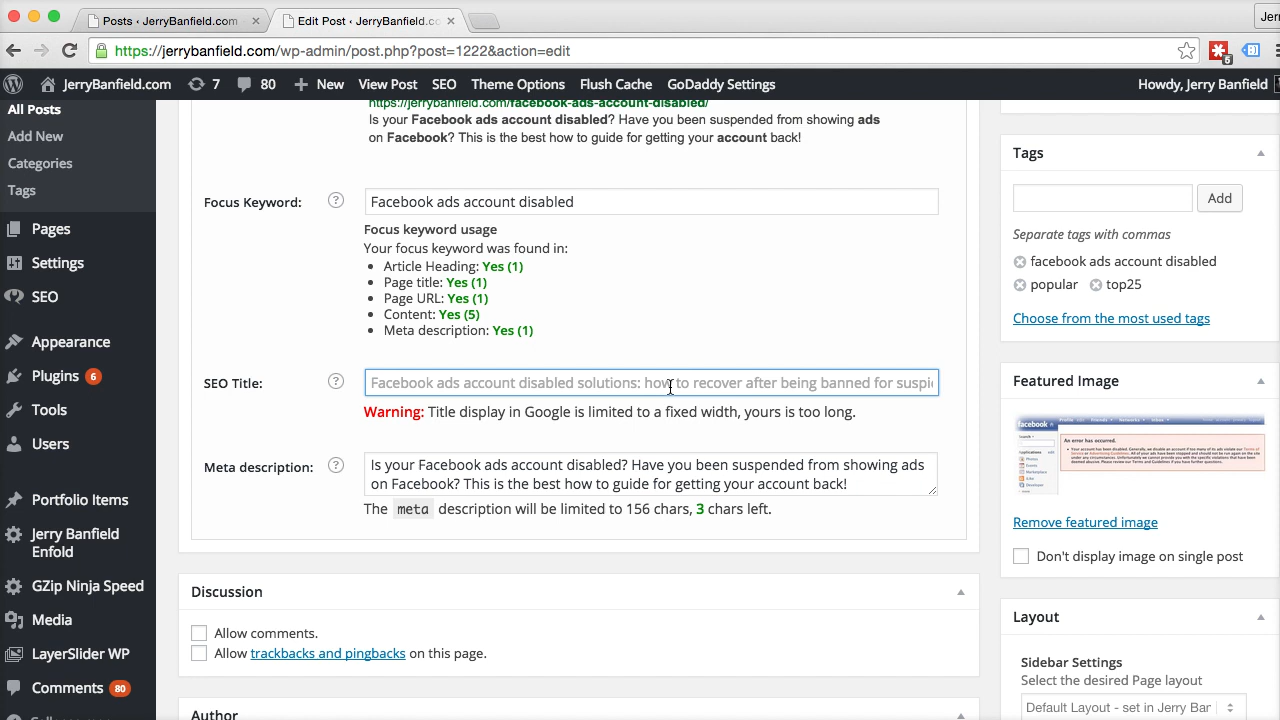 Posts ‹ JerryBanfield.com
Edit Post ‹ JerryBanfield.co
https://jerrybanfield.com/wp-admin/post.php?post=1222&action=edit
5
JerryBanfield.com 7 80 New View Post SEO Theme Options Flush Cache GoDaddy Settings Howdy, Jerry Banfield
All Posts
Add New
Categories
Tags
Pages
Settings
SEO
Appearance
Plugins 6
Tools
Users
Portfolio Items
Jerry Banfield
Enfold
GZip Ninja Speed
Media
LayerSlider WP
Comments 80
https://jerrybanfield.com/facebook-ads-account-disabled/
Is your Facebook ads account disabled? Have you been suspended from showing ads
on Facebook? This is the best how to guide for getting your account back!
Focus Keyword: ? Facebook ads account disabled
Focus keyword usage
Your focus keyword was found in:
• Article Heading: Yes (1)
• Page title: Yes (1)
• Page URL: Yes (1)
• Content: Yes (5)
• Meta description: Yes (1)
SEO Title: ? Facebook ads account disabled solutions: how to recover after being banned for suspi
Warning: Title display in Google is limited to a fixed width, yours is too long.
Meta description: ? Is your Facebook ads account disabled? Have you been suspended from showing ads
on Facebook? This is the best how to guide for getting your account back!
The meta description will be limited to 156 chars, 3 chars left.
Discussion
Allow comments.
Allow trackbacks and pingbacks on this page.
Author
Tags
Add
Separate tags with commas
facebook ads account disabled
popular top25
Choose from the most used tags
Featured Image
facebook
An error has occurred.
Remove featured image
Don't display image on single post
Layout
Sidebar Settings
Select the desired Page layout
Default Layout - set in Jerry Bar